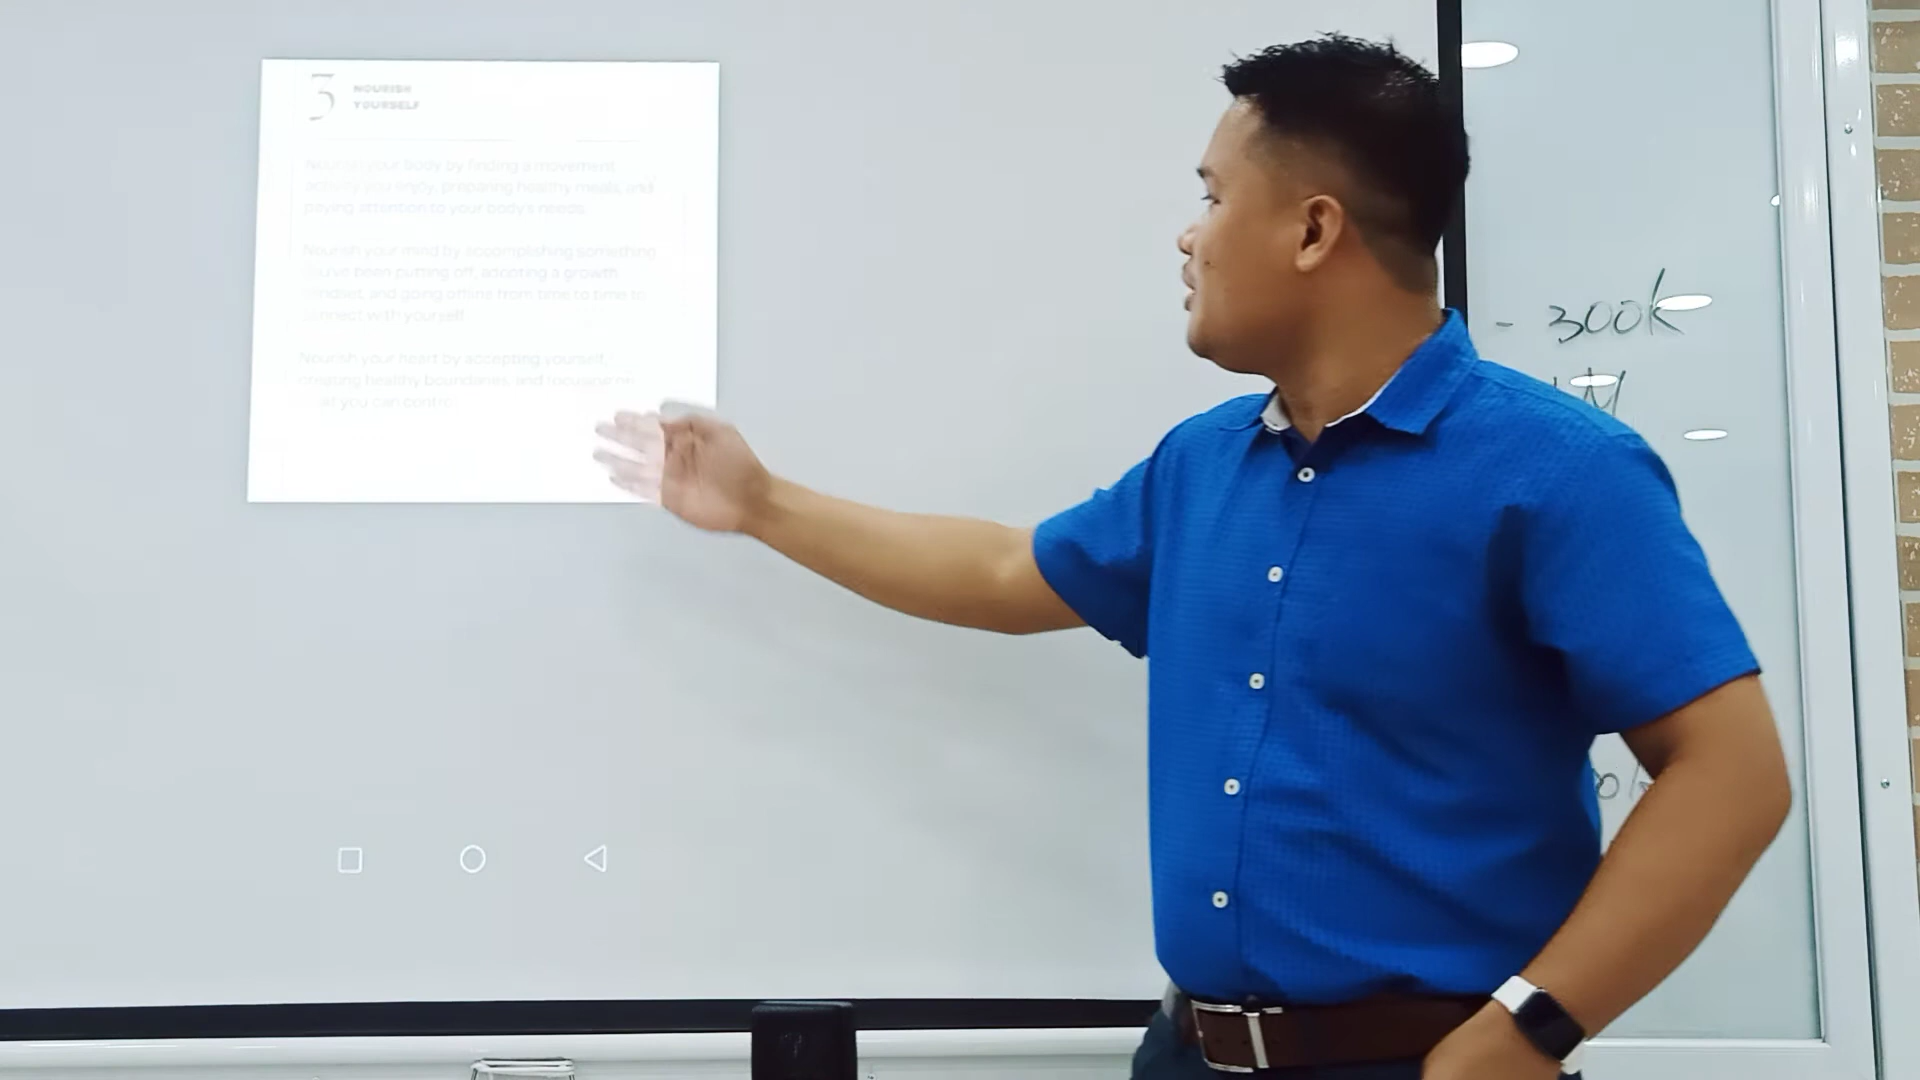 3
NOURISH
YOURSELF
Nourish your body by finding a movement
activity you enjoy, preparing healthy meals, and
paying attention to your body's needs.
Nourish your mind by accomplishing something
you've been putting off, adopting a growth
mindset, and going offline from time to time to
connect with yourself.
Nourish your heart by accepting yourself,
creating healthy boundaries, and focusing on
what you can control.
- 300k